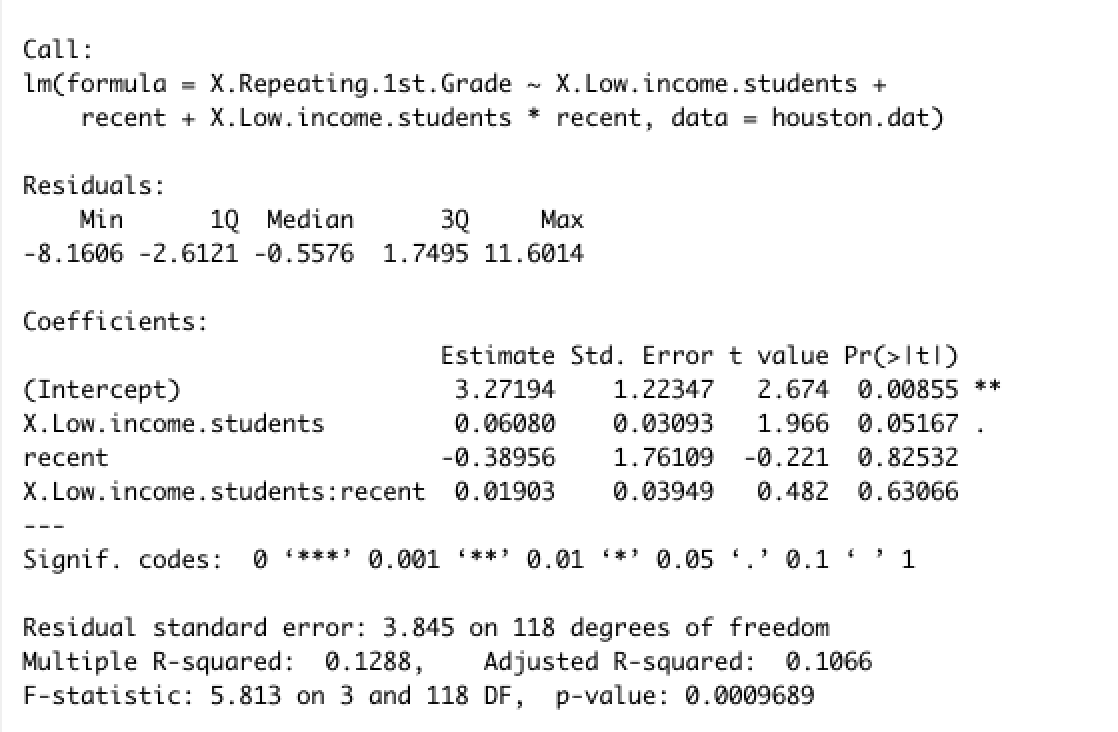 Call:
lm(formula = X.Repeating.1st.Grade ~ X.Low.income.students +
    recent + X.Low.income.students * recent, data = houston.dat)
Residuals:
    Min      1Q  Median      3Q     Max
-8.1606 -2.6121 -0.5576  1.7495 11.6014
Coefficients:
                             Estimate Std. Error t value Pr(>|t|)
(Intercept)                   3.27194    1.22347   2.674  0.00855 **
X.Low.income.students         0.06080    0.03093   1.966  0.05167 .
recent                       -0.38956    1.76109  -0.221  0.82532
X.Low.income.students:recent  0.01903    0.03949   0.482  0.63066
---
Signif. codes:  0 ‘***’ 0.001 ‘**’ 0.01 ‘*’ 0.05 ‘.’ 0.1 ‘ ’ 1
Residual standard error: 3.845 on 118 degrees of freedom
Multiple R-squared:  0.1288,    Adjusted R-squared:  0.1066
F-statistic: 5.813 on 3 and 118 DF,  p-value: 0.0009689